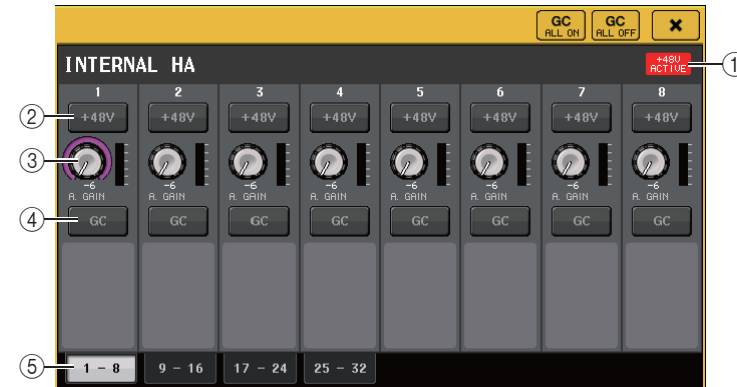 GC ALL ON GC ALL OFF ×
INTERNAL HA
+48V ACTIVE
①
1 2 3 4 5 6 7 8
② +48V +48V +48V +48V +48V +48V +48V +48V
③
-6 -6 -6 -6 -6 -6 -6 -6
A. GAIN A. GAIN A. GAIN A. GAIN A. GAIN A. GAIN A. GAIN A. GAIN
④ GC GC GC GC GC GC GC GC
⑤ 1 - 8 9 - 16 17 - 24 25 - 32